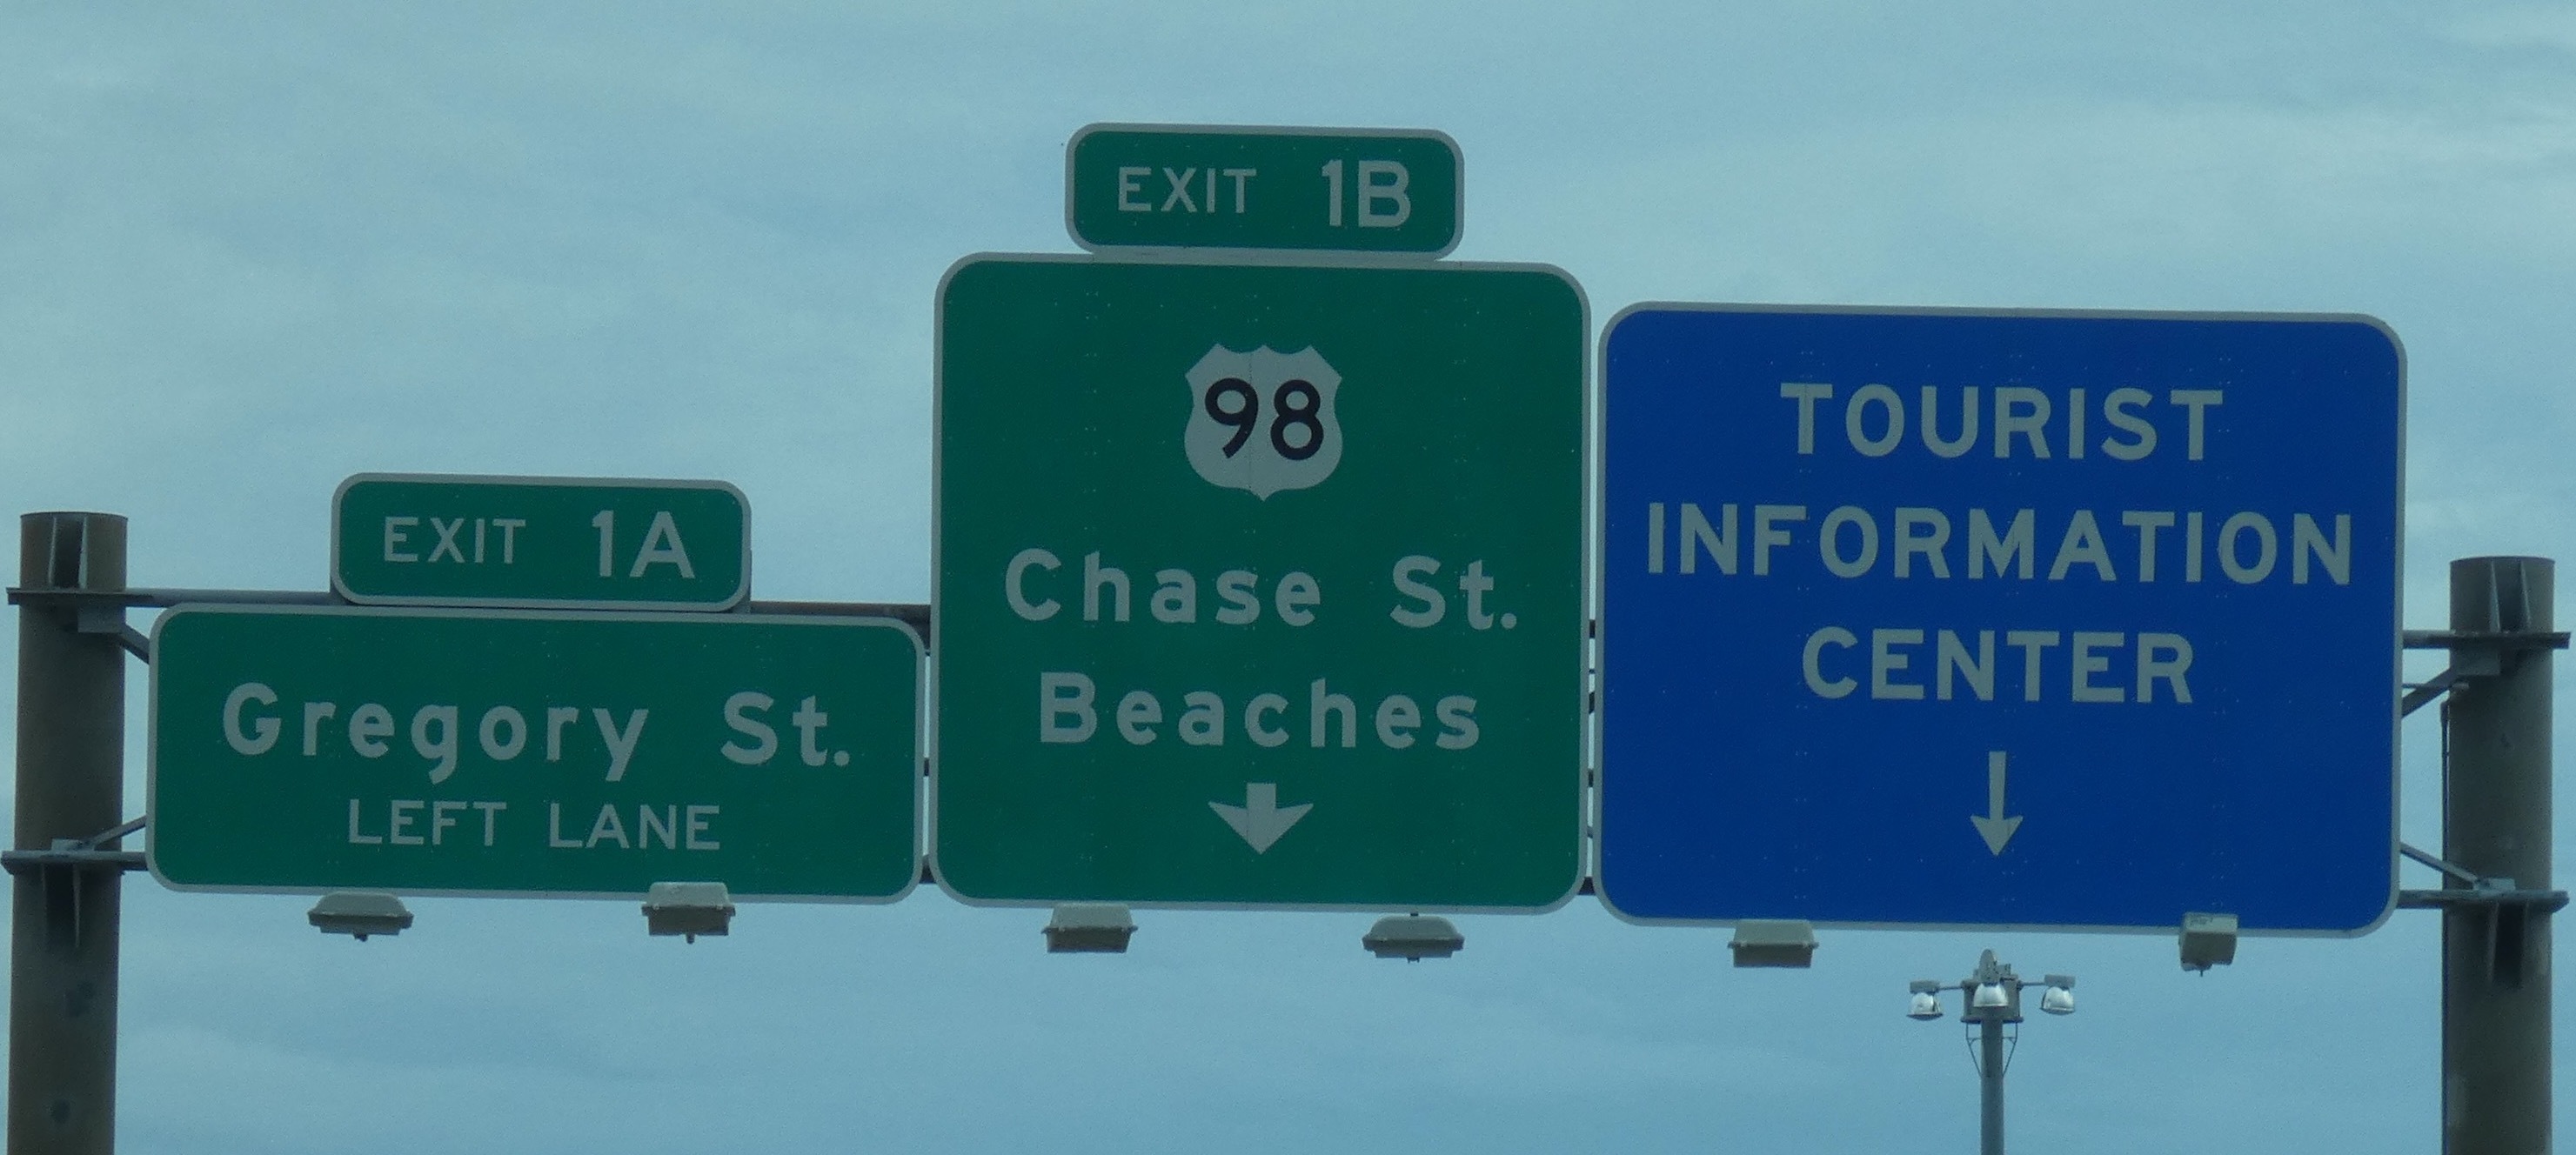 EXIT 1A
Gregory St.
LEFT LANE
EXIT 1B
98
Chase St.
Beaches
TOURIST
INFORMATION
CENTER